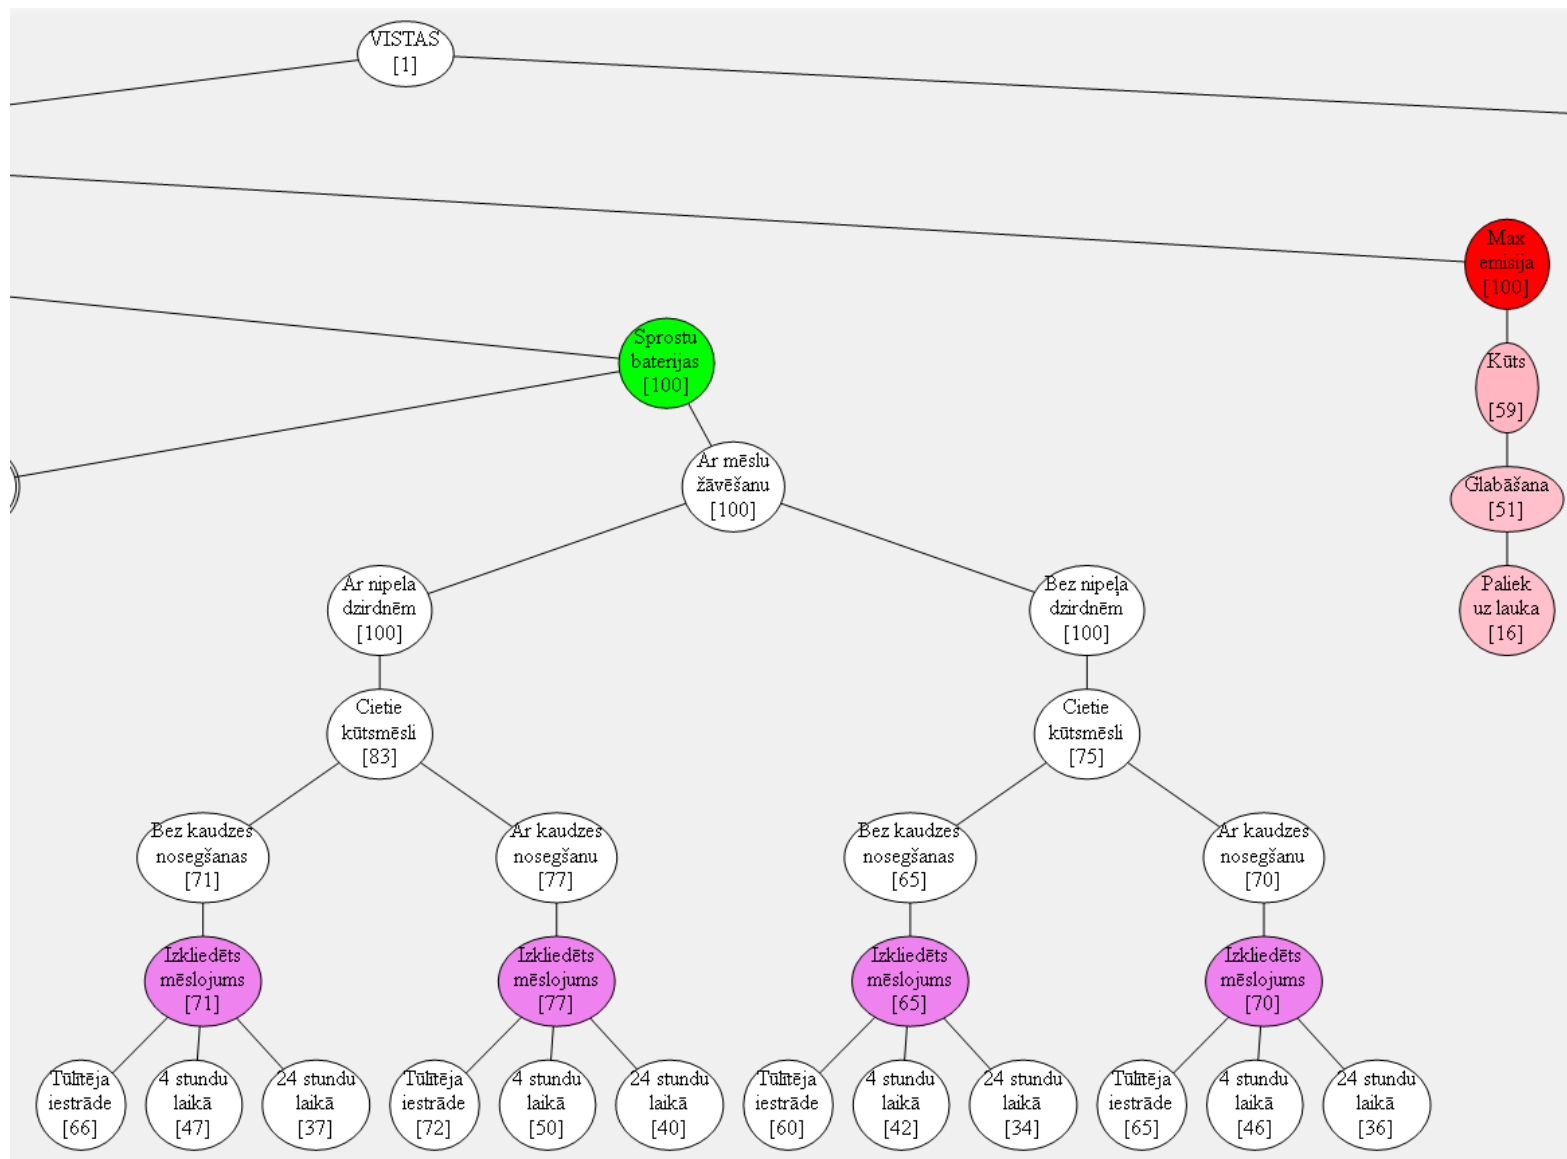 VISTAS
[1]
Max
emisija
[100]
Sprostu
baterijas
[100]
Kūts
[59]
Ar mēslu
žāvēšanu
[100]
Glabāšana
[51]
Ar nipela
dzirdnēm
[100]
Bez nipeļa
dzirdnēm
[100]
Paliek
uz lauka
[16]
Cietie
kūtsmēsli
[83]
Cietie
kūtsmēsli
[75]
Bez kaudzes
nosegšanas
[71]
Ar kaudzes
nosegšanu
[77]
Bez kaudzes
nosegšanas
[65]
Ar kaudzes
nosegšanu
[70]
Izkliedēts
mēslojums
[71]
Izkliedēts
mēslojums
[77]
Izkliedēts
mēslojums
[65]
Izkliedēts
mēslojums
[70]
Tūlītēja
iestrāde
[66]
4 stundu
laikā
[47]
24 stundu
laikā
[37]
Tūlītēja
iestrāde
[72]
4 stundu
laikā
[50]
24 stundu
laikā
[40]
Tūlītēja
iestrāde
[60]
4 stundu
laikā
[42]
24 stundu
laikā
[34]
Tūlītēja
iestrāde
[65]
4 stundu
laikā
[46]
24 stundu
laikā
[36]